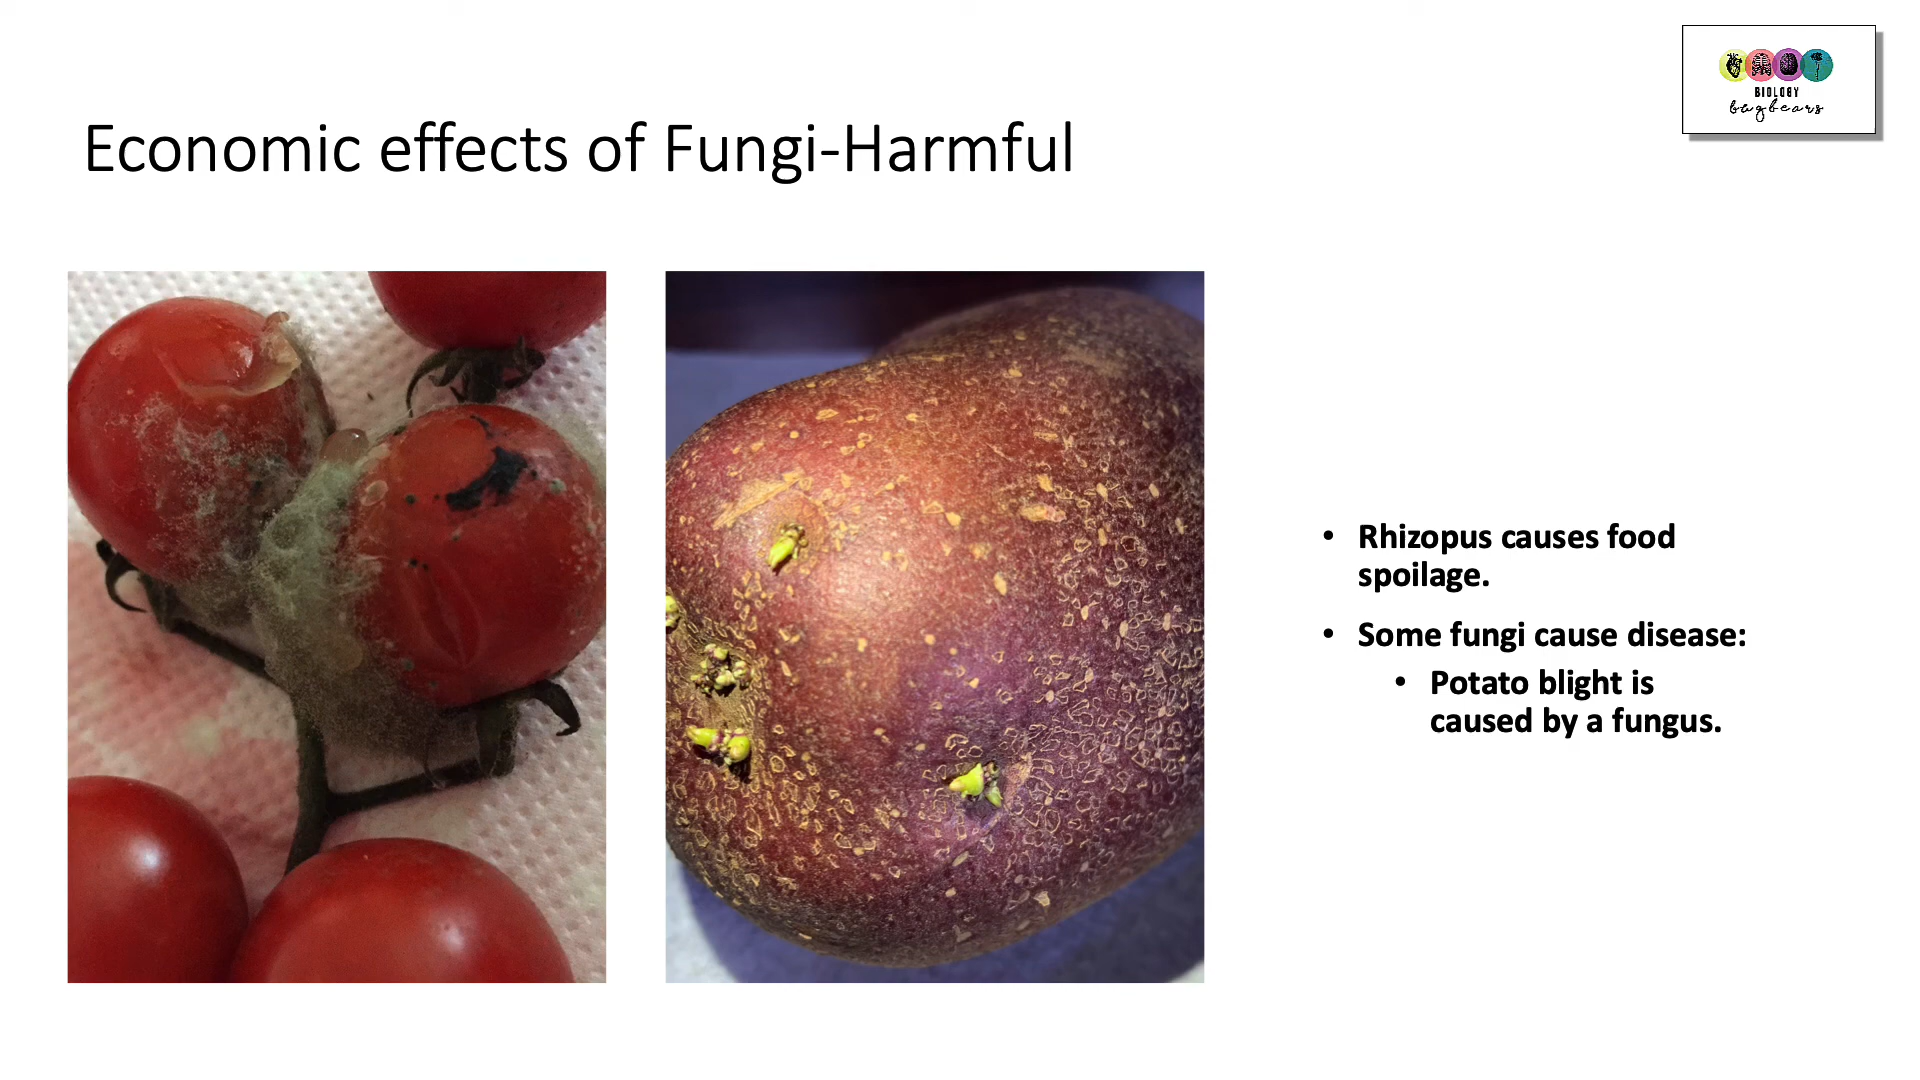 BIOLOGY
bugbears
Economic effects of Fungi-Harmful
• Rhizopus causes food
spoilage.
• Some fungi cause disease:
• Potato blight is
caused by a fungus.